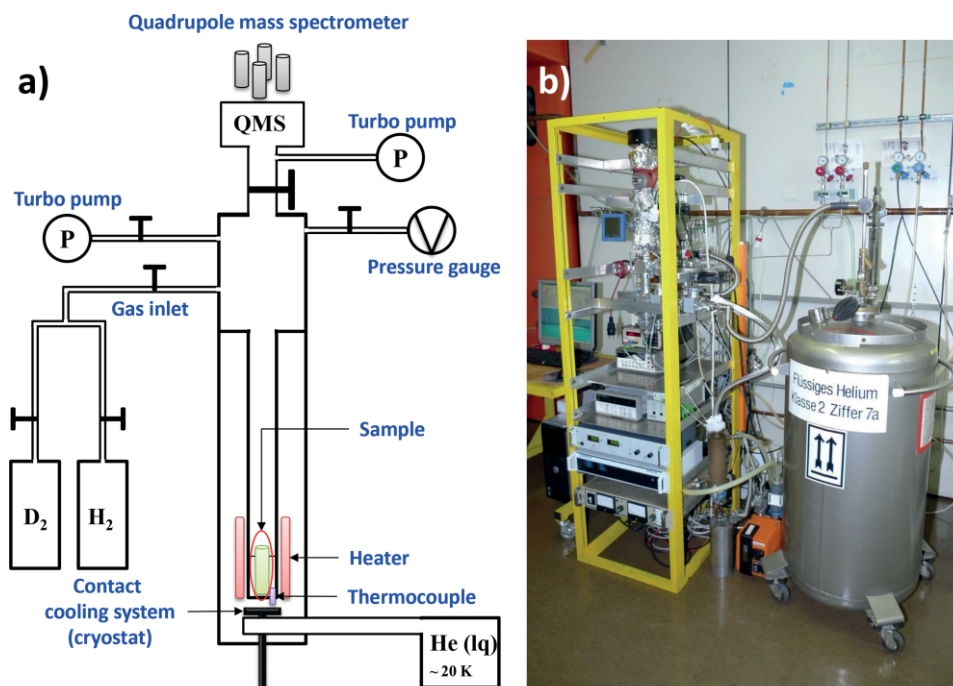 Quadrupole mass spectrometer
a)
b)
QMS
Turbo pump
P
Turbo pump
P
Pressure gauge
Gas inlet
Sample
D₂
H₂
Heater
Contact
cooling system
(cryostat)
Thermocouple
He (lq)
~ 20 K
Flüssiges Helium
Klasse 2 Ziffer 7a